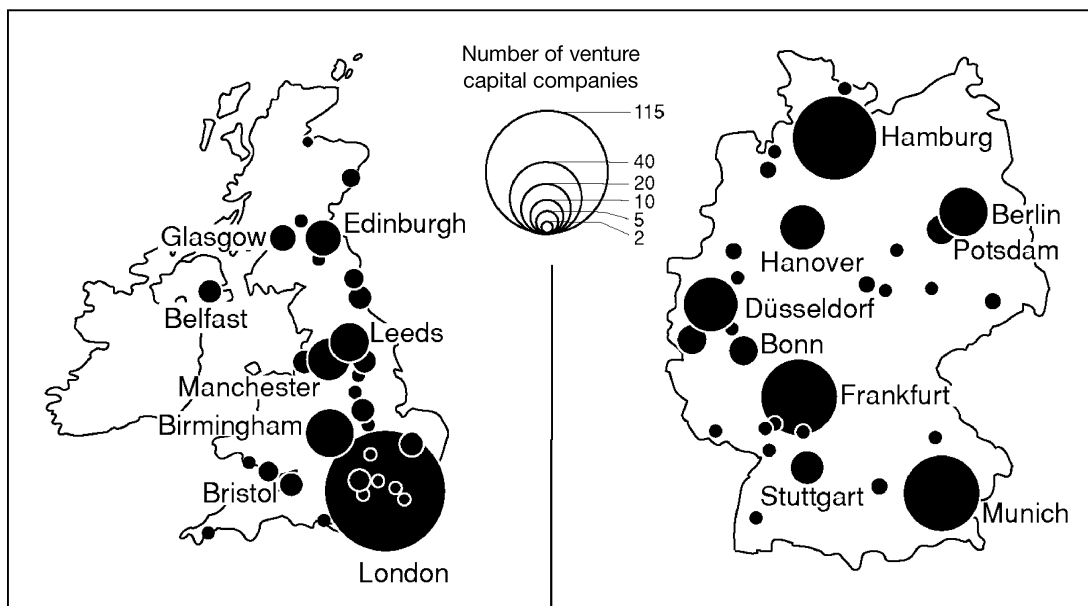 Number of venture
capital companies
115
40
20
10
5
2
Edinburgh
Glasgow
Belfast
Leeds
Manchester
Birmingham
Bristol
London
Hamburg
Berlin
Potsdam
Hanover
Düsseldorf
Bonn
Frankfurt
Stuttgart
Munich